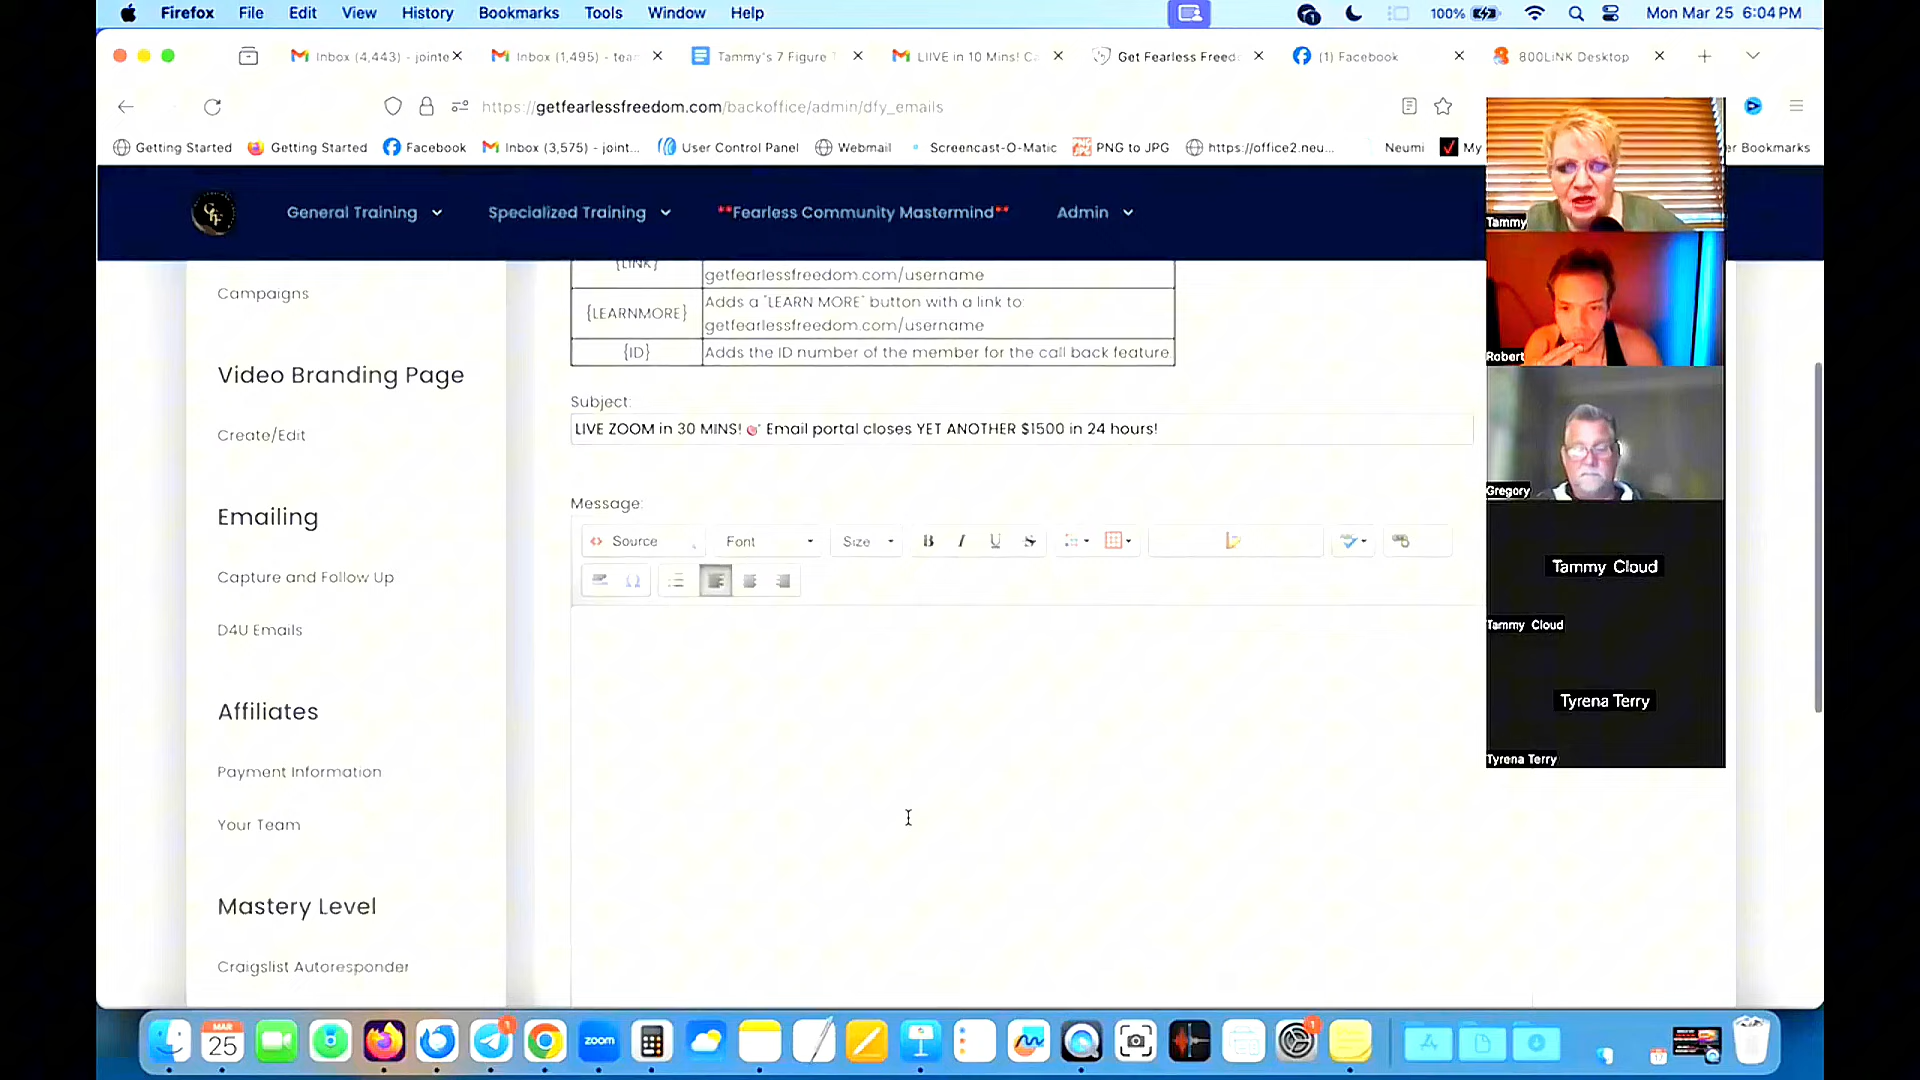 Firefox File Edit View History Bookmarks Tools Window Help 100% Mon Mar 25 6:04 PM
Inbox (4,443) - jointe Inbox (1,495) - tear Tammy's 7 Figure LIIVE in 10 Mins! C Get Fearless Freed (1) Facebook 800LiNK Desktop
https://getfearlessfreedom.com/backoffice/admin/dfy_emails
Getting Started Getting Started Facebook Inbox (3,575) - joint... User Control Panel Webmail Screencast-O-Matic PNG to JPG https://office2.neu... Neumi My er Bookmarks
General Training Specialized Training **Fearless Community Mastermind** Admin
{LINK} getfearlessfreedom.com/username
{LEARNMORE} Adds a "LEARN MORE" button with a link to:
getfearlessfreedom.com/username
{ID} Adds the ID number of the member for the call back feature.
Campaigns
Video Branding Page
Create/Edit
Emailing
Capture and Follow Up
D4U Emails
Affiliates
Payment Information
Your Team
Mastery Level
Craigslist Autoresponder
Subject:
LIVE ZOOM in 30 MINS! 🎯 Email portal closes YET ANOTHER $1500 in 24 hours!
Message:
Source Font Size B I U S
Tammy
Robert
Gregory
Tammy Cloud
Tammy Cloud
Tyrena Terry
Tyrena Terry
MAR
25
1
zoom
1